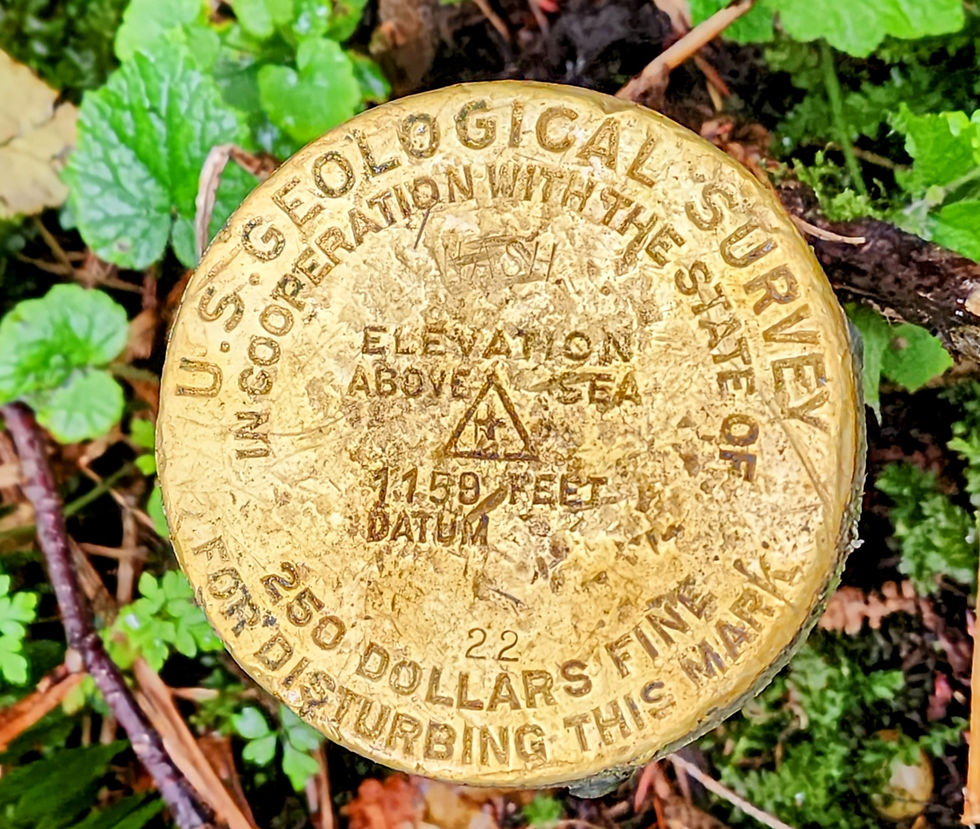 U.S. GEOLOGICAL SURVEY
IN COOPERATION WITH THE STATE OF
WASH
ELEVATION
ABOVE SEA
1159 FEET
DATUM
22
250 DOLLARS FINE
FOR DISTURBING THIS MARK